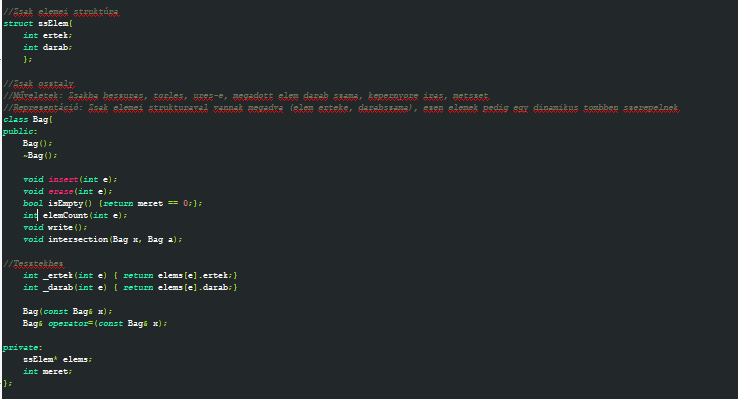 //Zsak elemei struktúra
struct zsElem{
int ertek;
int darab;
};
//Zsak osztaly
//Műveletek: Zsakba beszuras, torles, ures-e, megadott elem darab szama, kepernyore iras, metszet
//Representáció: Zsak elemei strukturaval vannak megadva (elem erteke, darabszama), ezen elemek pedig egy dinamikus tombben szerepelnek
class Bag{
public:
Bag();
~Bag();
void insert(int e);
void erase(int e);
bool isEmpty() {return meret == 0;};
int elemCount(int e);
void write();
void intersection(Bag x, Bag a);
//Tesztekhez
int _ertek(int e) { return elems[e].ertek;}
int _darab(int e) { return elems[e].darab;}
Bag(const Bag& x);
Bag& operator=(const Bag& x);
private:
zsElem* elems;
int meret;
};